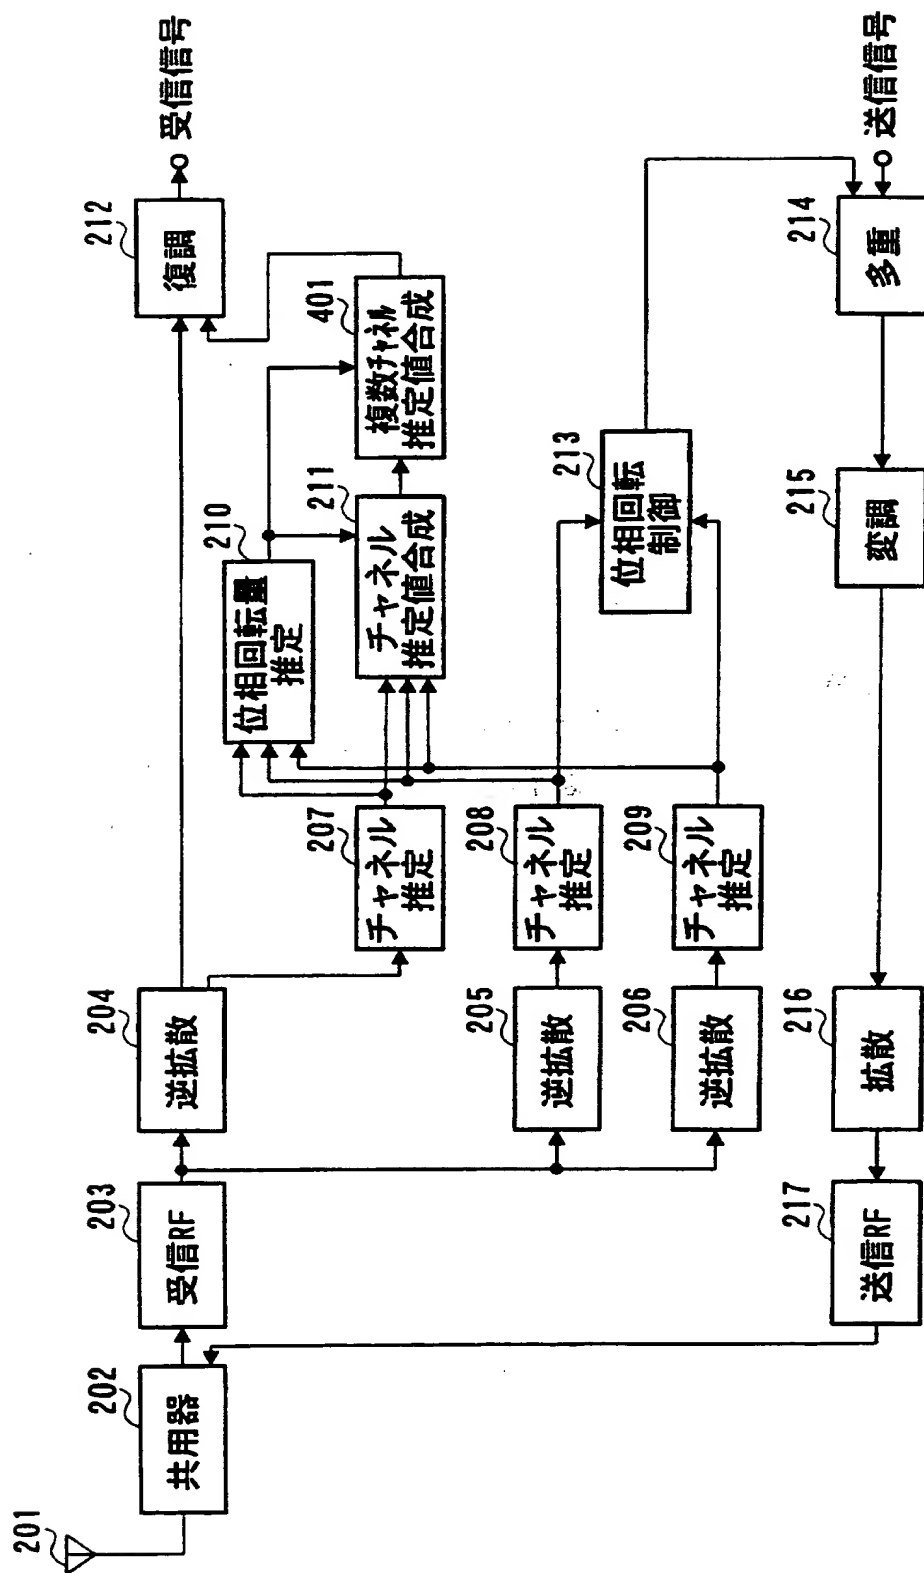 201
202
共用器
203
受信RF
204
逆拡散
205
逆拡散
206
逆拡散
207
チャネル
推定
208
チャネル
推定
209
チャネル
推定
210
位相回転量
推定
211
チャネル
推定値合成
401
複数チャネル
推定値合成
212
復調
受信信号
213
位相回転
制御
送信信号
214
多重
215
変調
216
拡散
217
送信RF